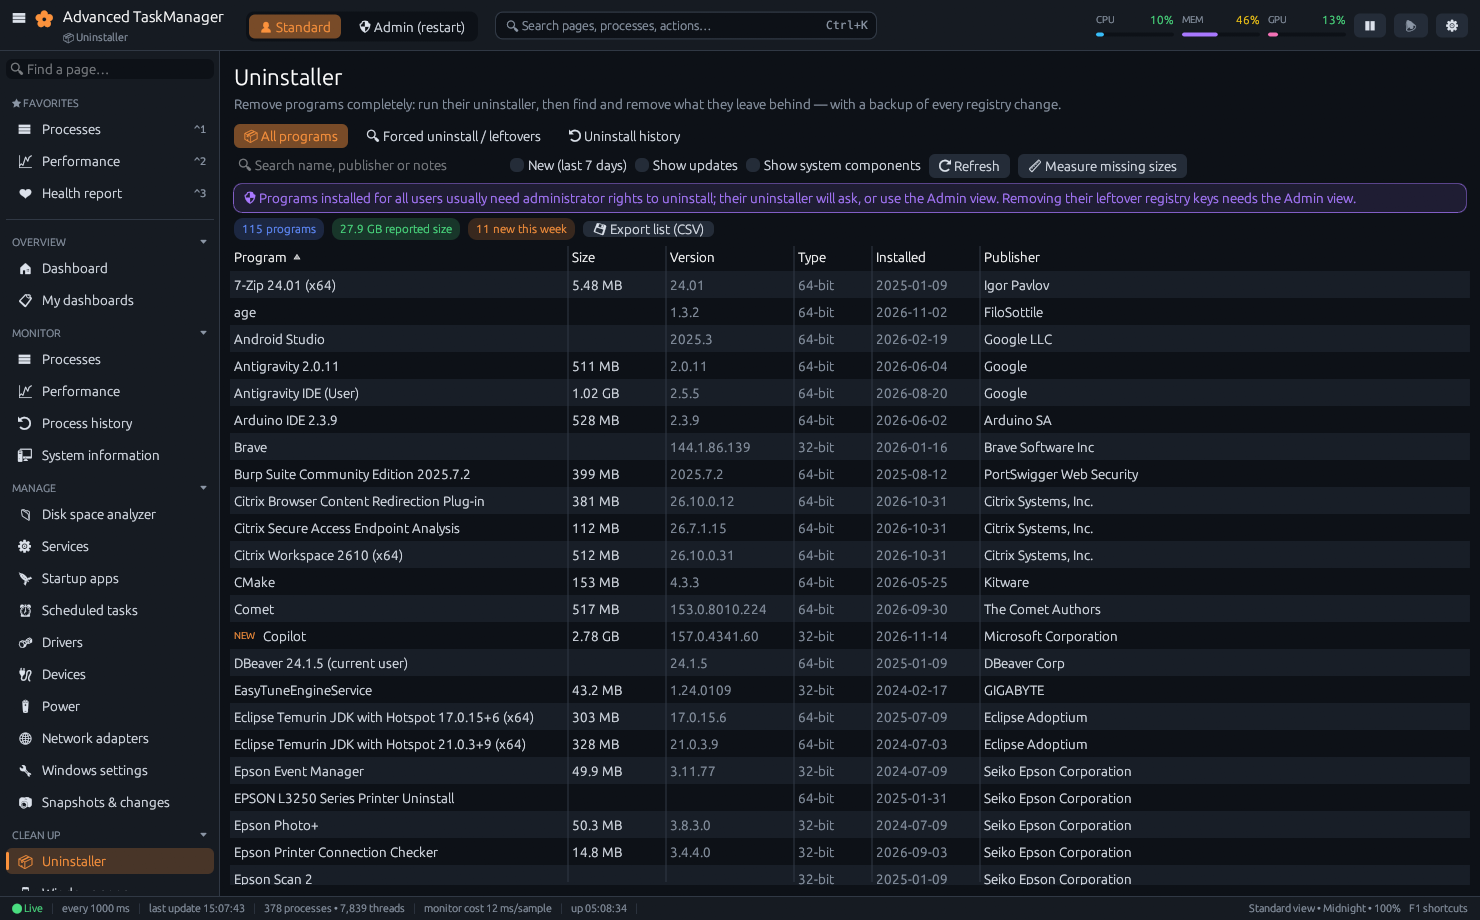 Advanced TaskManager
Uninstaller
Standard
Admin (restart)
Search pages, processes, actions...
Ctrl+K
CPU 10%
MEM 46%
GPU 13%
Find a page...
FAVORITES
Processes ^1
Performance ^2
Health report ^3
OVERVIEW
Dashboard
My dashboards
MONITOR
Processes
Performance
Process history
System information
MANAGE
Disk space analyzer
Services
Startup apps
Scheduled tasks
Drivers
Devices
Power
Network adapters
Windows settings
Snapshots & changes
CLEAN UP
Uninstaller
Uninstaller
Remove programs completely: run their uninstaller, then find and remove what they leave behind — with a backup of every registry change.
All programs
Forced uninstall / leftovers
Uninstall history
Search name, publisher or notes
New (last 7 days)
Show updates
Show system components
Refresh
Measure missing sizes
Programs installed for all users usually need administrator rights to uninstall; their uninstaller will ask, or use the Admin view. Removing their leftover registry keys needs the Admin view.
115 programs
27.9 GB reported size
11 new this week
Export list (CSV)
Program Size Version Type Installed Publisher
7-Zip 24.01 (x64) 5.48 MB 24.01 64-bit 2025-01-09 Igor Pavlov
age 1.3.2 64-bit 2026-11-02 FiloSottile
Android Studio 2025.3 64-bit 2026-02-19 Google LLC
Antigravity 2.0.11 511 MB 2.0.11 64-bit 2026-06-04 Google
Antigravity IDE (User) 1.02 GB 2.5.5 64-bit 2026-08-20 Google
Arduino IDE 2.3.9 528 MB 2.3.9 64-bit 2026-06-02 Arduino SA
Brave 144.1.86.139 32-bit 2026-01-16 Brave Software Inc
Burp Suite Community Edition 2025.7.2 399 MB 2025.7.2 64-bit 2025-08-12 PortSwigger Web Security
Citrix Browser Content Redirection Plug-in 381 MB 26.10.0.12 64-bit 2026-10-31 Citrix Systems, Inc.
Citrix Secure Access Endpoint Analysis 112 MB 26.7.1.15 64-bit 2026-10-31 Citrix Systems, Inc.
Citrix Workspace 2610 (x64) 512 MB 26.10.0.31 64-bit 2026-10-31 Citrix Systems, Inc.
CMake 153 MB 4.3.3 64-bit 2026-05-25 Kitware
Comet 517 MB 153.0.8010.224 64-bit 2026-09-30 The Comet Authors
NEW Copilot 2.78 GB 157.0.4341.60 32-bit 2026-11-14 Microsoft Corporation
DBeaver 24.1.5 (current user) 24.1.5 64-bit 2025-01-09 DBeaver Corp
EasyTuneEngineService 43.2 MB 1.24.0109 32-bit 2024-02-17 GIGABYTE
Eclipse Temurin JDK with Hotspot 17.0.15+6 (x64) 303 MB 17.0.15.6 64-bit 2025-07-09 Eclipse Adoptium
Eclipse Temurin JDK with Hotspot 21.0.3+9 (x64) 328 MB 21.0.3.9 64-bit 2024-07-03 Eclipse Adoptium
Epson Event Manager 49.9 MB 3.11.77 32-bit 2024-07-09 Seiko Epson Corporation
EPSON L3250 Series Printer Uninstall 64-bit 2025-01-31 Seiko Epson Corporation
Epson Photo+ 50.3 MB 3.8.3.0 32-bit 2024-07-09 Seiko Epson Corporation
Epson Printer Connection Checker 14.8 MB 3.4.4.0 32-bit 2026-09-03 Seiko Epson Corporation
Epson Scan 2 32-bit 2025-01-09 Seiko Epson Corporation
Live
every 1000 ms
last update 15:07:43
378 processes • 7,839 threads
monitor cost 12 ms/sample
up 05:08:34
Standard view • Midnight • 100% F1 shortcuts